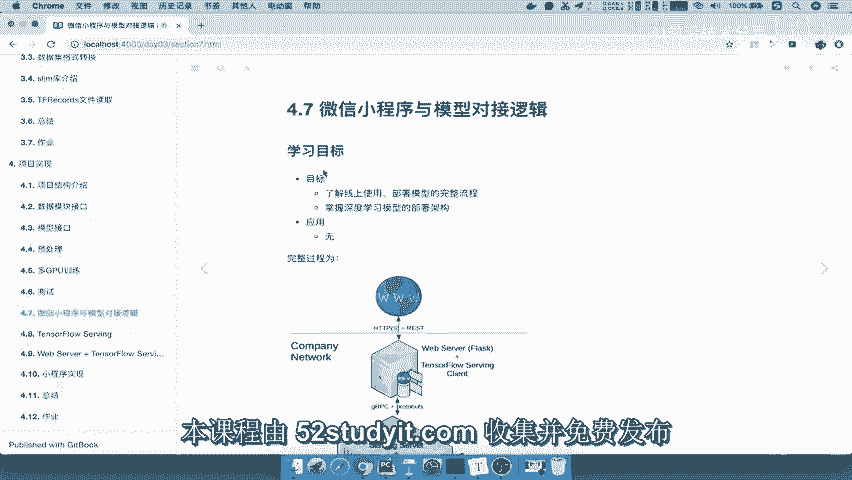 Chrome 文件 修改 视图 历史记录 书签 其他人 电动窗 帮助
100%
微信小程序与模型对接逻辑
localhost:4000/day03/section7.html
3.3. 数据集格式转换
3.4. slim库介绍
3.5. TFRecords文件读取
3.6. 总结
3.7. 作业
4. 项目实现
4.1. 项目结构介绍
4.2. 数据模块接口
4.3. 模型接口
4.4. 预处理
4.5. 多GPU训练
4.6. 测试
4.7. 微信小程序与模型对接逻辑
4.8. TensorFlow Serving
4.9. Web Server + TensorFlow Servi...
4.10. 小程序实现
4.11. 总结
4.12. 作业
Published with GitBook
4.7 微信小程序与模型对接逻辑
学习目标
目标
了解线上使用、部署模型的完整流程
掌握深度学习模型的部署架构
应用
无
完整过程为：
WWW
HTTP(S) + REST
Company
Network
Web Server (Flask)
+
TensorFlow Serving
Client
gRPC + protobufs
本课程由 52studyit.com 收集并免费发布